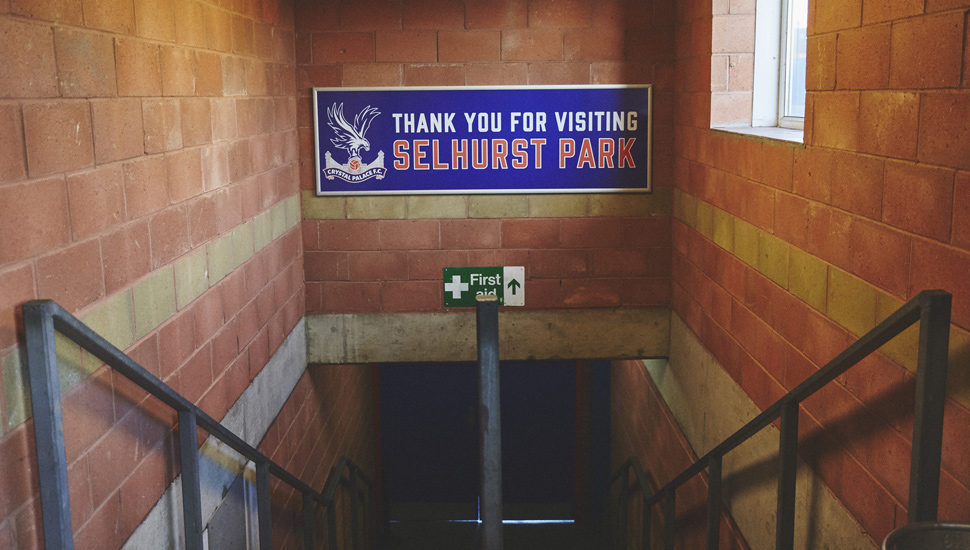 THANK YOU FOR VISITING
SELHURST PARK
CRYSTAL PALACE F.C.
First
aid